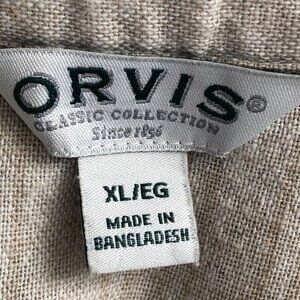 ORVIS®
CLASSIC COLLECTION
Since 1856
XL/EG
MADE IN
BANGLADESH